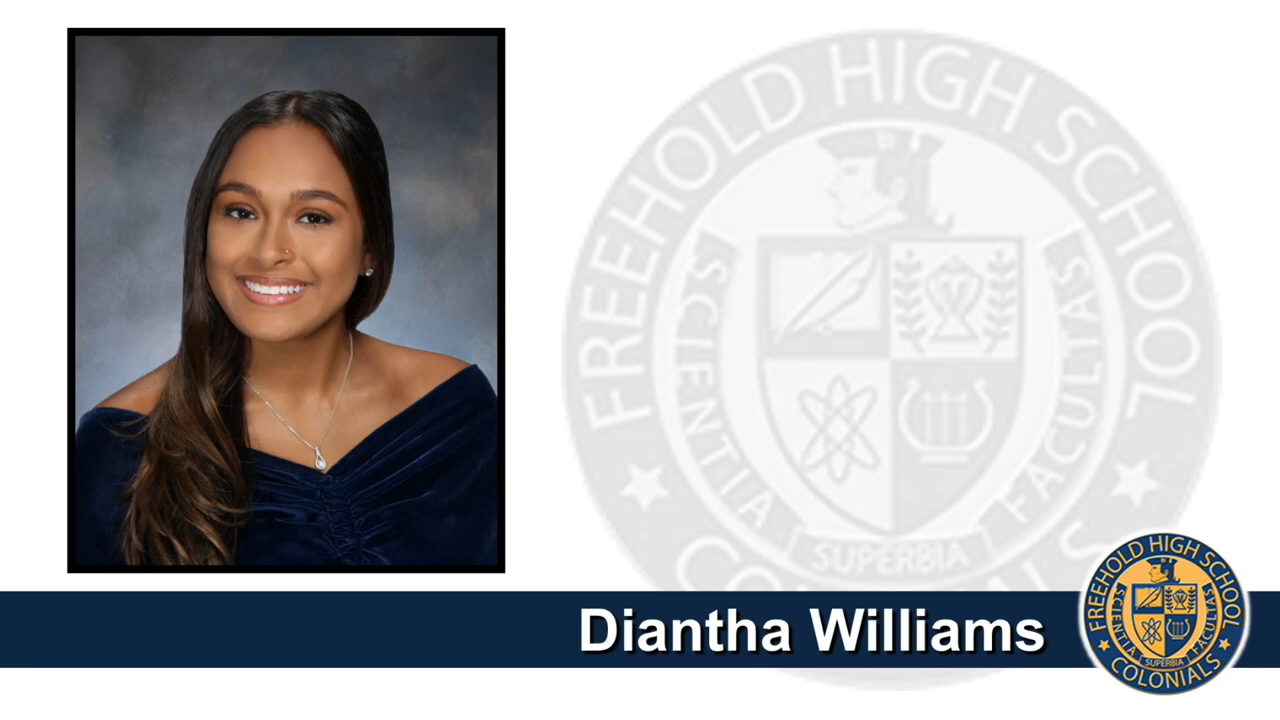 FREEHOLD HIGH SCHOOL
SCIENTIA
FACULTAS
SUPERBIA
COLONIALS
Diantha Williams
FREEHOLD HIGH SCHOOL
SCIENTIA
FACULTAS
SUPERBIA
COLONIALS